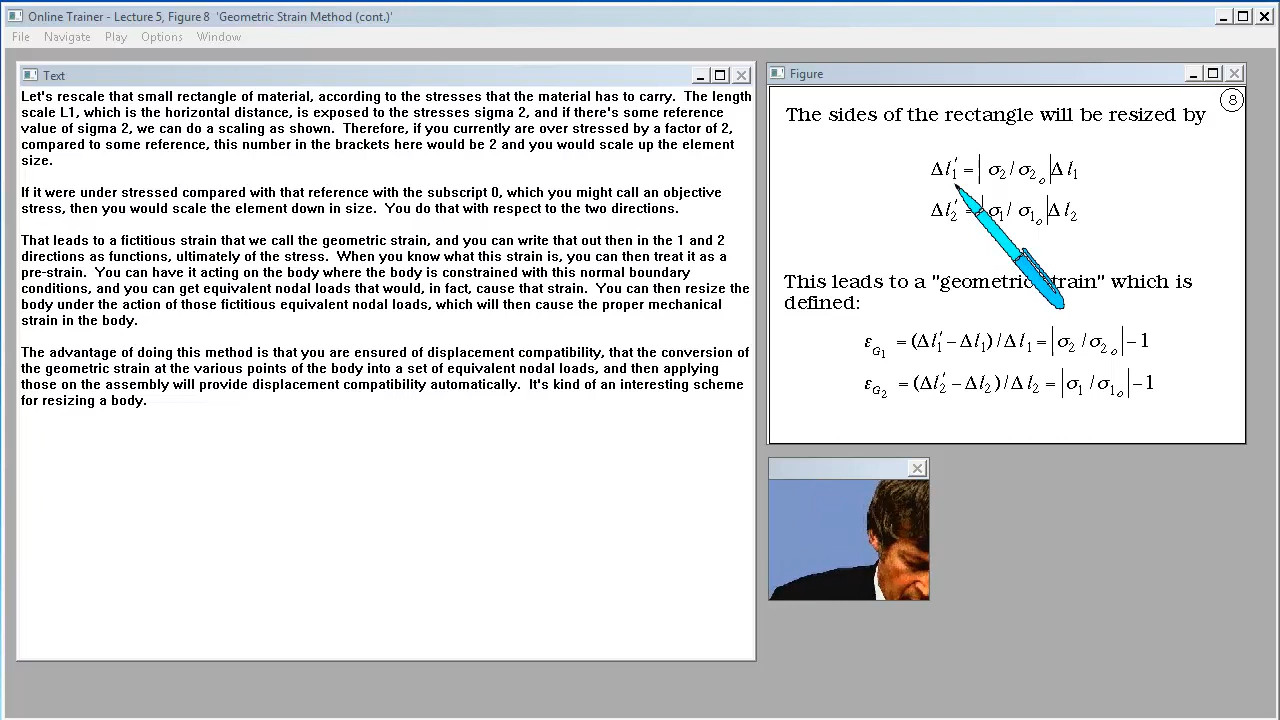 Online Trainer - Lecture 5, Figure 8 'Geometric Strain Method (cont.)'
File Navigate Play Options Window
Text
Let's rescale that small rectangle of material, according to the stresses that the material has to carry. The length
scale L1, which is the horizontal distance, is exposed to the stresses sigma 2, and if there's some reference
value of sigma 2, we can do a scaling as shown. Therefore, if you currently are over stressed by a factor of 2,
compared to some reference, this number in the brackets here would be 2 and you would scale up the element
size.
If it were under stressed compared with that reference with the subscript 0, which you might call an objective
stress, then you would scale the element down in size. You do that with respect to the two directions.
That leads to a fictitious strain that we call the geometric strain, and you can write that out then in the 1 and 2
directions as functions, ultimately of the stress. When you know what this strain is, you can then treat it as a
pre-strain. You can have it acting on the body where the body is constrained with this normal boundary
conditions, and you can get equivalent nodal loads that would, in fact, cause that strain. You can then resize the
body under the action of those fictitious equivalent nodal loads, which will then cause the proper mechanical
strain in the body.
The advantage of doing this method is that you are ensured of displacement compatibility, that the conversion of
the geometric strain at the various points of the body into a set of equivalent nodal loads, and then applying
those on the assembly will provide displacement compatibility automatically. It's kind of an interesting scheme
for resizing a body.
Figure
8
The sides of the rectangle will be resized by
Δl₁′ = |σ₂/σ₂ₒ|Δl₁
Δl₂′ = |σ₁/σ₁ₒ|Δl₂
This leads to a "geometric strain" which is
defined:
ε_G₁ = (Δl₁′ − Δl₁)/Δl₁ = |σ₂/σ₂ₒ| − 1
ε_G₂ = (Δl₂′ − Δl₂)/Δl₂ = |σ₁/σ₁ₒ| − 1